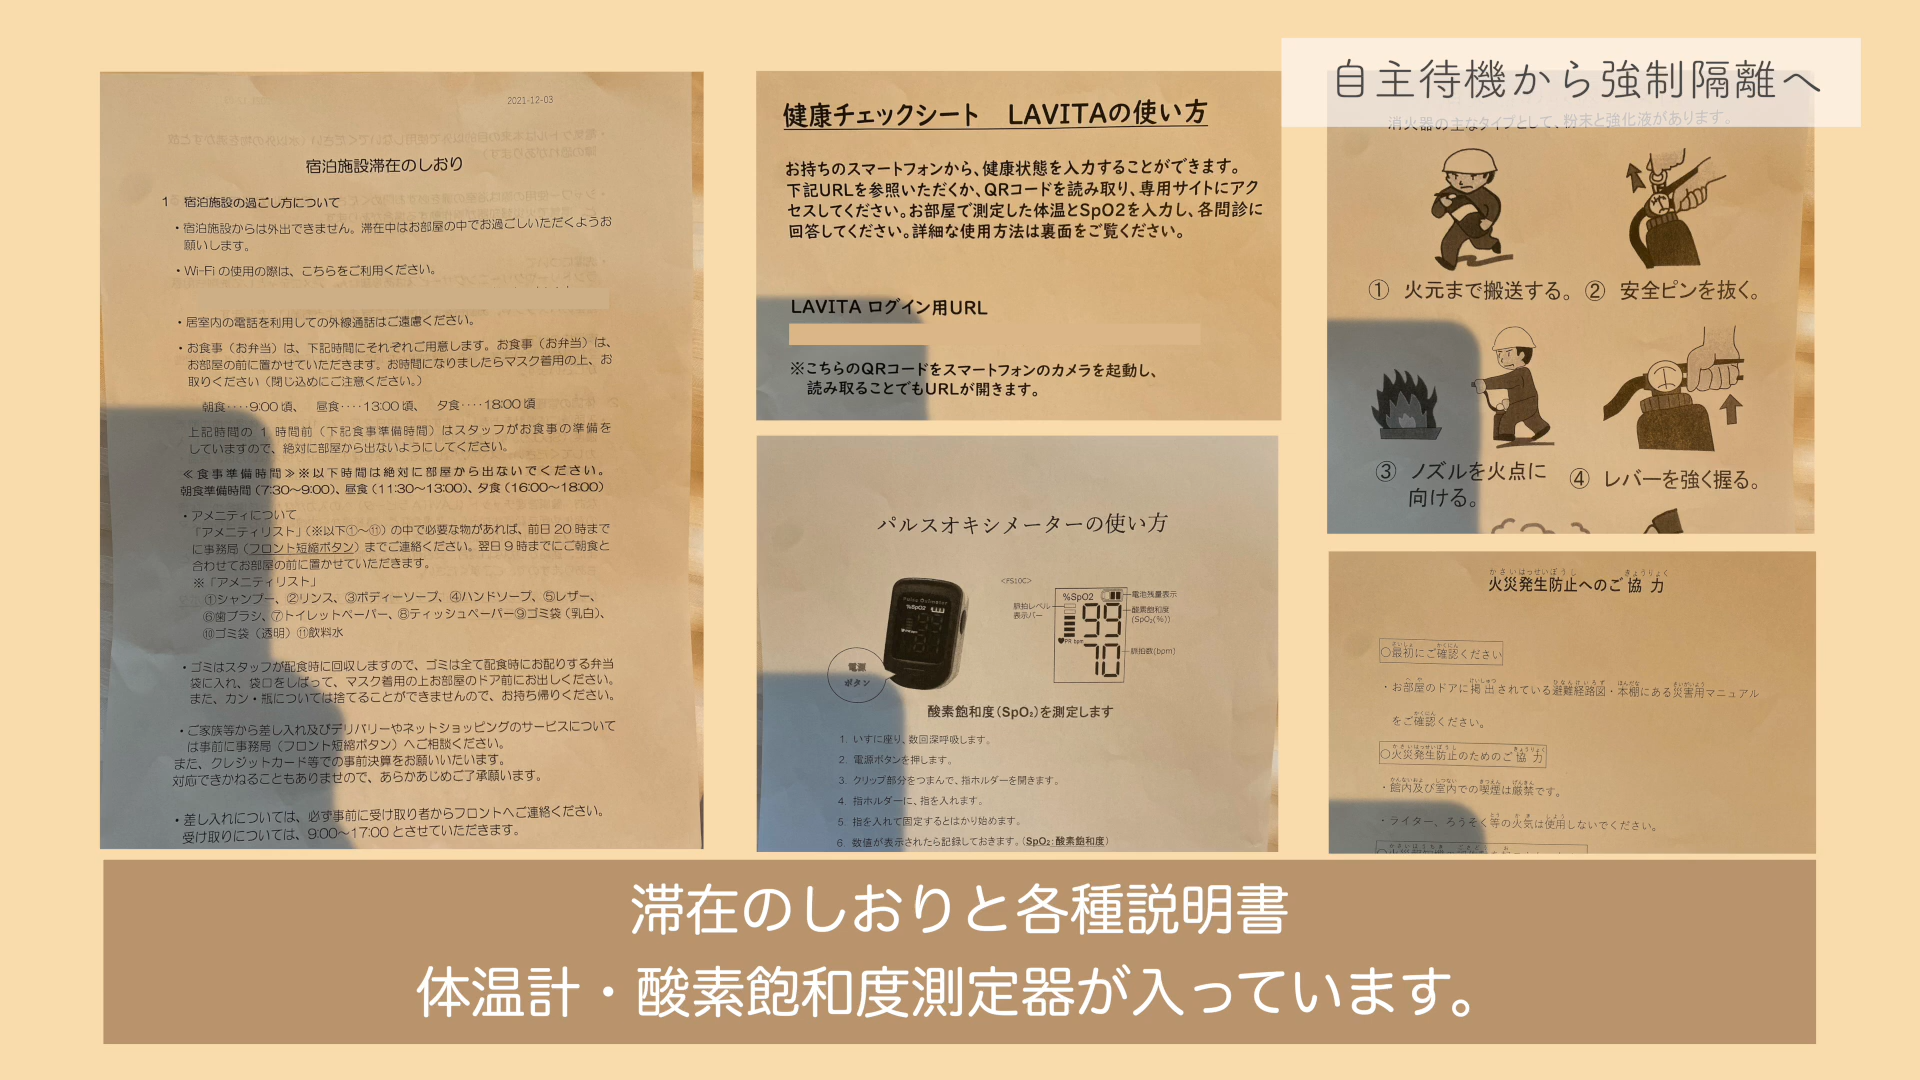 自主待機から強制隔離へ
2021-12-03
宿泊施設滞在のしおり
1 宿泊施設の過ごし方について
・宿泊施設からは外出できません。滞在中はお部屋の中でお過ごしいただくようお
願いします。
・Wi-Fi の使用の際は、こちらをご利用ください。
・居室内の電話を利用しての外線通話はご遠慮ください。
・お食事（お弁当）は、下記時間にそれぞれご用意します。お食事（お弁当）は、
お部屋の前に置かせていただきます。お時間になりましたらマスク着用の上、お
取りください（閉じ込めにご注意ください。）
朝食‥‥9:00頃、 昼食‥‥13:00頃、 夕食‥‥18:00頃
上記時間の 1 時間前（下記食事準備時間）はスタッフがお食事の準備を
していますので、絶対に部屋から出ないようにしてください。
≪食事準備時間≫※以下時間は絶対に部屋から出ないでください。
朝食準備時間（7:30～9:00）、昼食（11:30～13:00）、夕食（16:00～18:00）
・アメニティについて
「アメニティリスト」（※以下①～⑪）の中で必要な物があれば、前日 20 時まで
に事務局（フロント短縮ボタン）までご連絡ください。翌日 9 時までにご朝食と
合わせてお部屋の前に置かせていただきます。
※「アメニティリスト」
①シャンプー、②リンス、③ボディーソープ、④ハンドソープ、⑤レザー、
⑥歯ブラシ、⑦トイレットペーパー、⑧ティッシュペーパー⑨ゴミ袋（乳白）、
⑩ゴミ袋（透明）⑪飲料水
・ゴミはスタッフが配食時に回収しますので、ゴミは全て配食時にお配りする弁当
袋に入れ、袋口をしばって、マスク着用の上お部屋のドア前にお出しください。
また、カン・瓶については捨てることができませんので、お持ち帰りください。
・ご家族等から差し入れ及びデリバリーやネットショッピングのサービスについて
は事前に事務局（フロント短縮ボタン）へご相談ください。
また、クレジットカード等での事前決算をお願いいたいます。
対応できかねることもありませので、あらかあじめご了承願います。
・差し入れについては、必ず事前に受け取り者からフロントへご連絡ください。
受け取りについては、9:00～17:00 とさせていただきます。
健康チェックシート LAVITAの使い方
お持ちのスマートフォンから、健康状態を入力することができます。
下記URLを参照いただくか、QRコードを読み取り、専用サイトにアク
セスしてください。お部屋で測定した体温とSpO2を入力し、各問診に
回答してください。詳細な使用方法は裏面をご覧ください。
LAVITA ログイン用URL
※こちらのQRコードをスマートフォンのカメラを起動し、
読み取ることでもURLが開きます。
パルスオキシメーターの使い方
<FS10C>
%SpO2
99
PR bpm
70
脈拍レベル
表示バー
電池残量表示
酸素飽和度
(SpO₂(%))
脈拍数(bpm)
電源
ボタン
酸素飽和度（SpO₂）を測定します
1. いすに座り、数回深呼吸します。
2. 電源ボタンを押します。
3. クリップ部分をつまんで、指ホルダーを開きます。
4. 指ホルダーに、指を入れます。
5. 指を入れて固定するとはかり始めます。
6. 数値が表示されたら記録しておきます。（SpO₂：酸素飽和度）
消火器の主なタイプとして、粉末と強化液があります。
① 火元まで搬送する。 ② 安全ピンを抜く。
③ ノズルを火点に
向ける。
④ レバーを強く握る。
火災発生防止へのご協力
○最初にご確認ください
・お部屋のドアに掲出されている避難経路図・本棚にある災害用マニュアル
をご確認ください。
○火災発生防止のためのご協力
・館内及び室内での喫煙は厳禁です。
・ライター、ろうそく等の火気は使用しないでください。
滞在のしおりと各種説明書
体温計・酸素飽和度測定器が入っています。